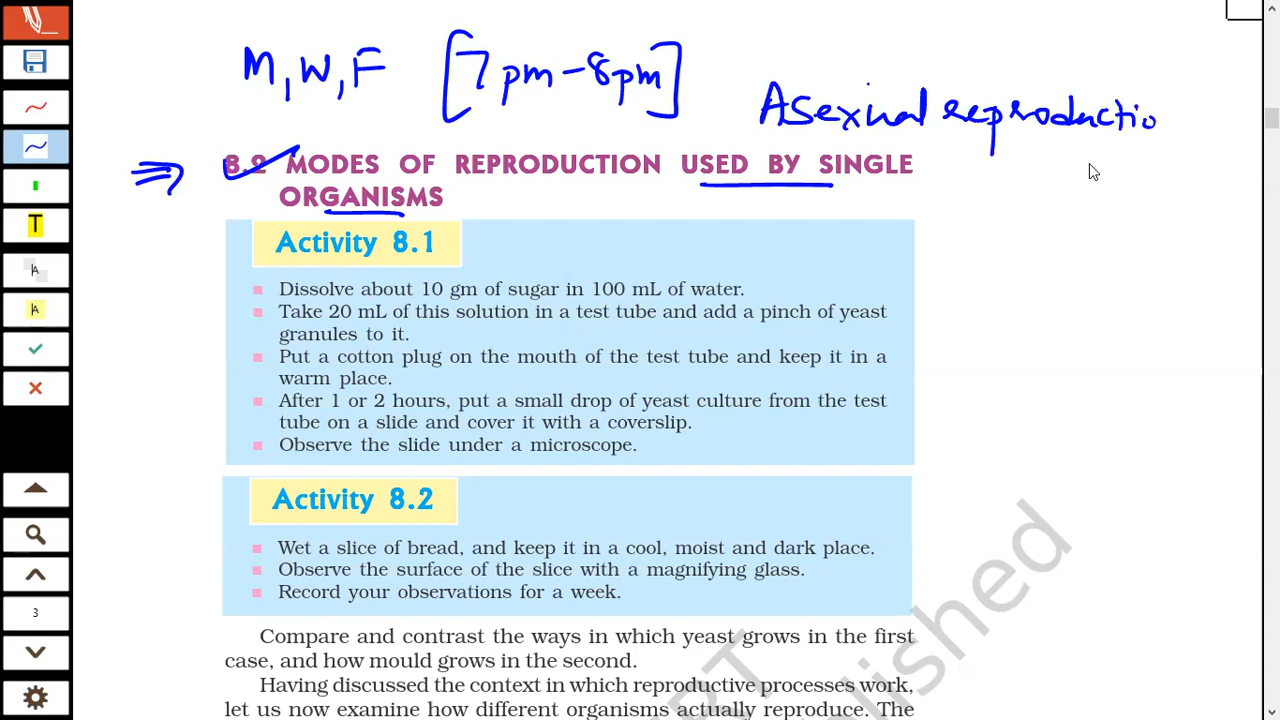 M, W, F [7 pm - 8 pm]
Asexual reproductio
8.2 MODES OF REPRODUCTION USED BY SINGLE
ORGANISMS
Activity 8.1
Dissolve about 10 gm of sugar in 100 mL of water.
Take 20 mL of this solution in a test tube and add a pinch of yeast
granules to it.
Put a cotton plug on the mouth of the test tube and keep it in a
warm place.
After 1 or 2 hours, put a small drop of yeast culture from the test
tube on a slide and cover it with a coverslip.
Observe the slide under a microscope.
Activity 8.2
Wet a slice of bread, and keep it in a cool, moist and dark place.
Observe the surface of the slice with a magnifying glass.
Record your observations for a week.
Compare and contrast the ways in which yeast grows in the first
case, and how mould grows in the second.
Having discussed the context in which reproductive processes work,
let us now examine how different organisms actually reproduce. The
T
A
A
3